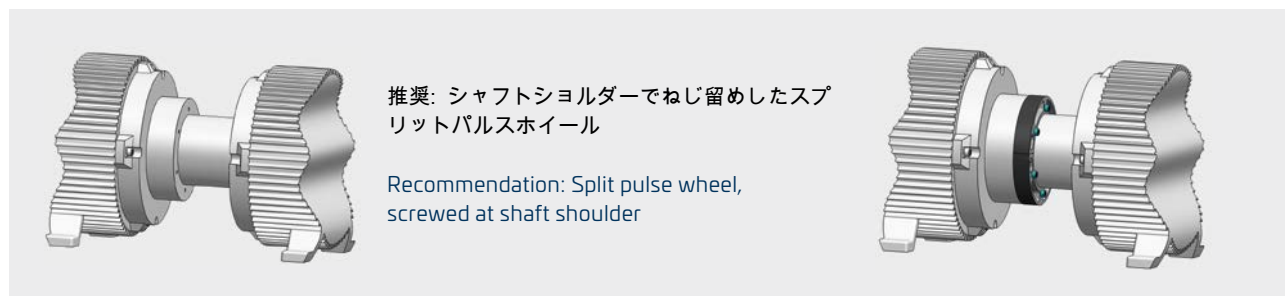 推奨: シャフトショルダーでねじ留めしたスプ
リットパルスホイール
Recommendation: Split pulse wheel,
screwed at shaft shoulder